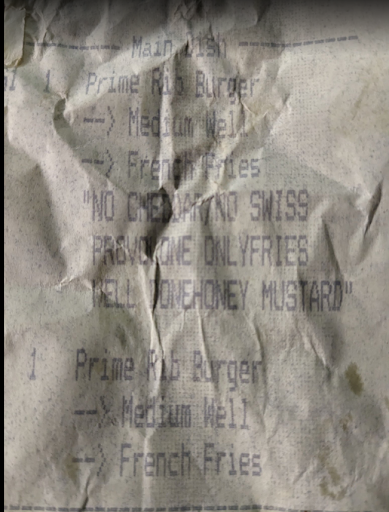 Main Dish
1 Prime Rib Burger
--> Medium Well
--> French Fries
"NO CHEDDAR/NO SWISS
PROVOLONE ONLYFRIES
WELL DONEHONEY MUSTARD"
1 Prime Rib Burger
--> Medium Well
--> French Fries